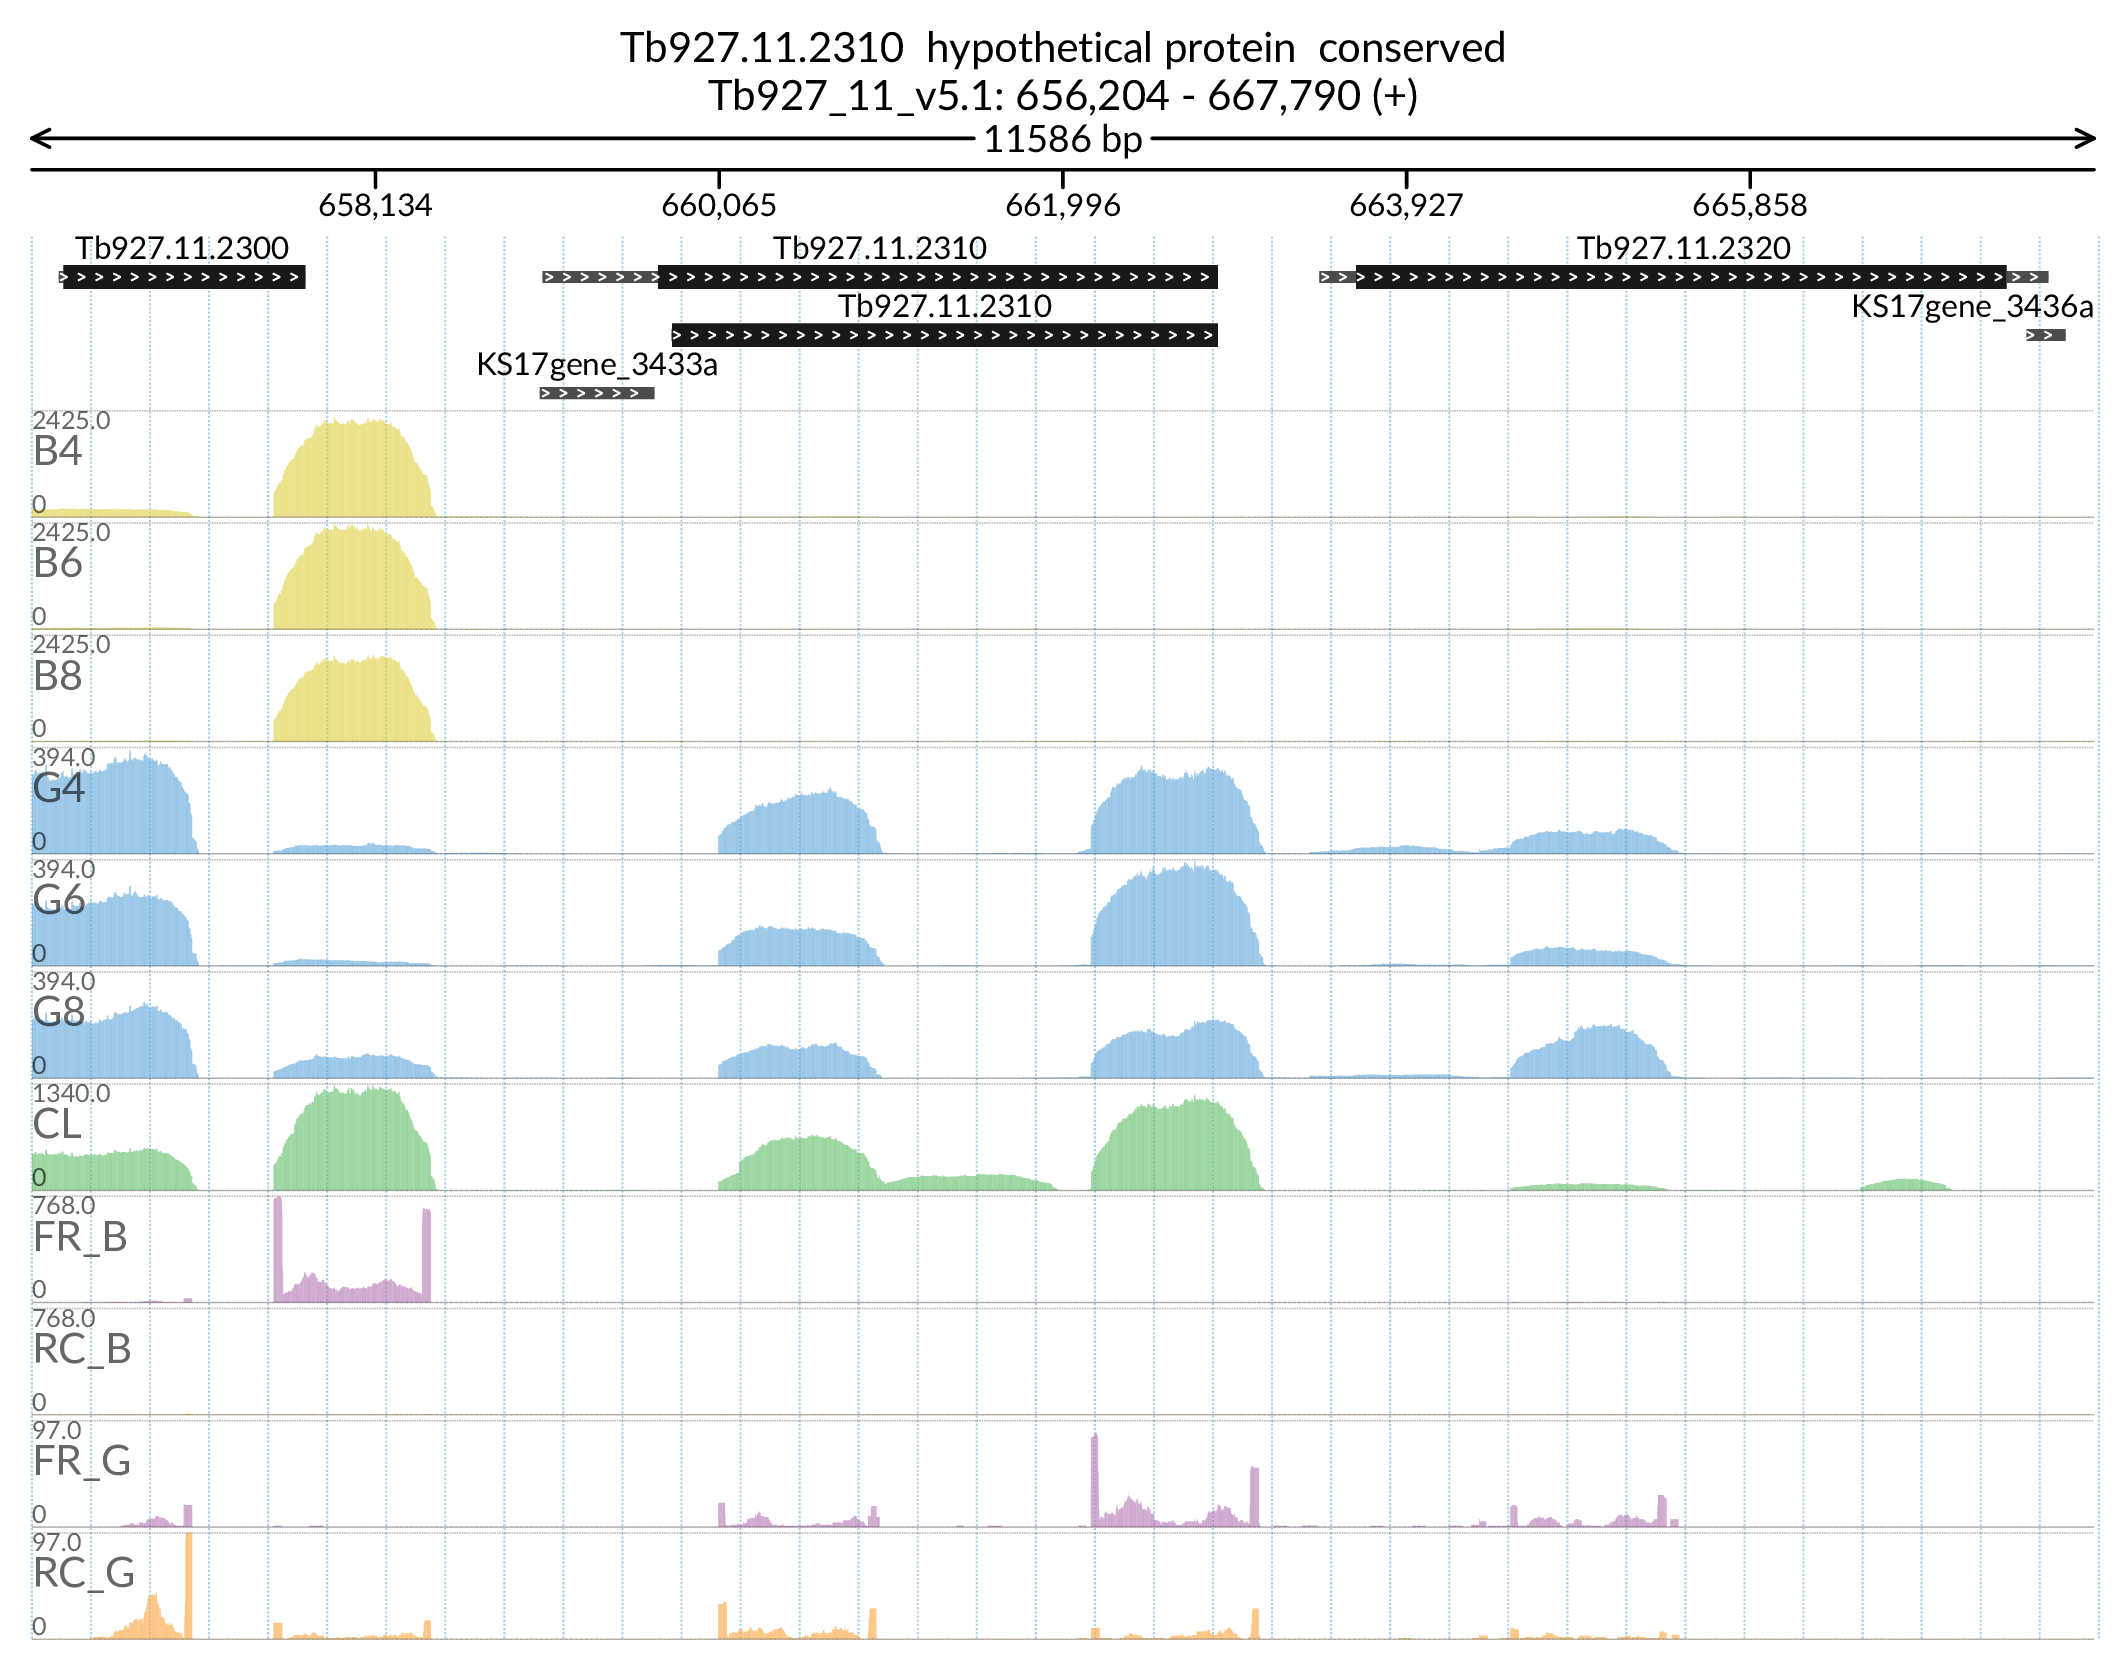 Tb927.11.2310  hypothetical protein  conserved
Tb927_11_v5.1: 656,204 - 667,790 (+)
11586 bp
658,134 660,065 661,996 663,927 665,858
Tb927.11.2300 Tb927.11.2310 Tb927.11.2320
Tb927.11.2310 KS17gene_3436a
KS17gene_3433a
2425.0
B4
0
2425.0
B6
0
2425.0
B8
0
394.0
G4
0
394.0
G6
0
394.0
G8
0
1340.0
CL
0
768.0
FR_B
0
768.0
RC_B
0
97.0
FR_G
0
97.0
RC_G
0